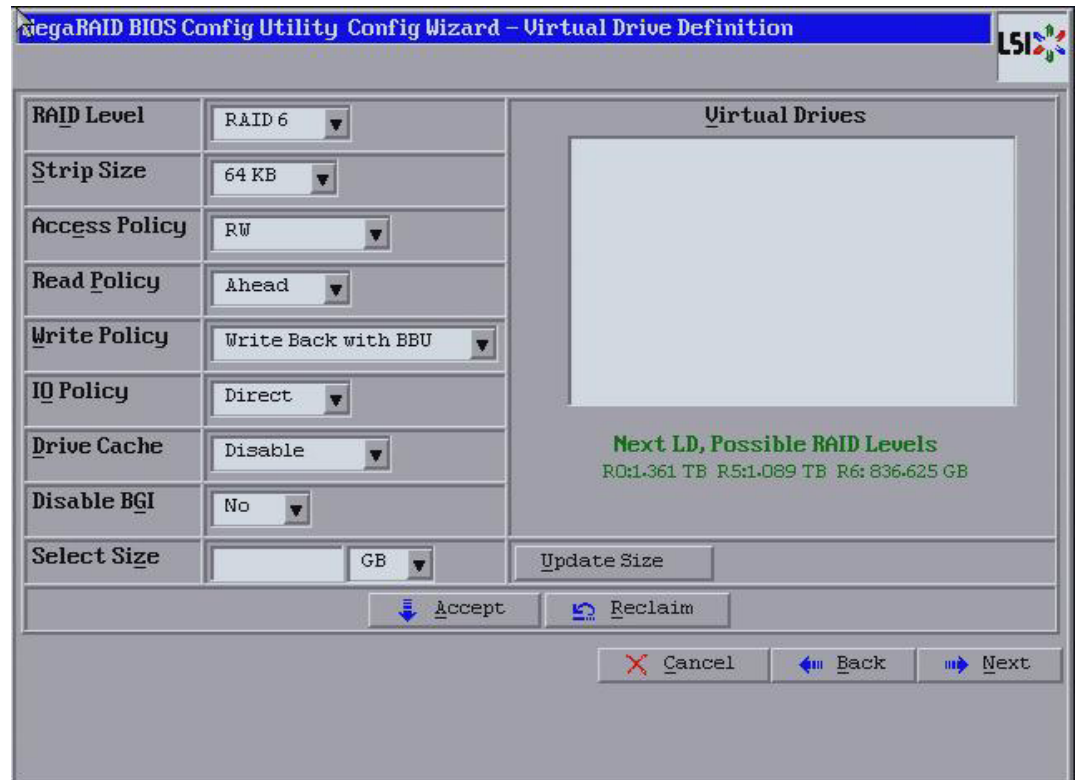 MegaRAID BIOS Config Utility Config Wizard – Virtual Drive Definition
LSI
RAID Level
RAID 6
Virtual Drives
Strip Size
64 KB
Access Policy
RW
Read Policy
Ahead
Write Policy
Write Back with BBU
IO Policy
Direct
Drive Cache
Disable
Next LD, Possible RAID Levels
R0:1.361 TB R5:1.089 TB R6: 836.625 GB
Disable BGI
No
Select Size
GB
Update Size
Accept
Reclaim
Cancel
Back
Next